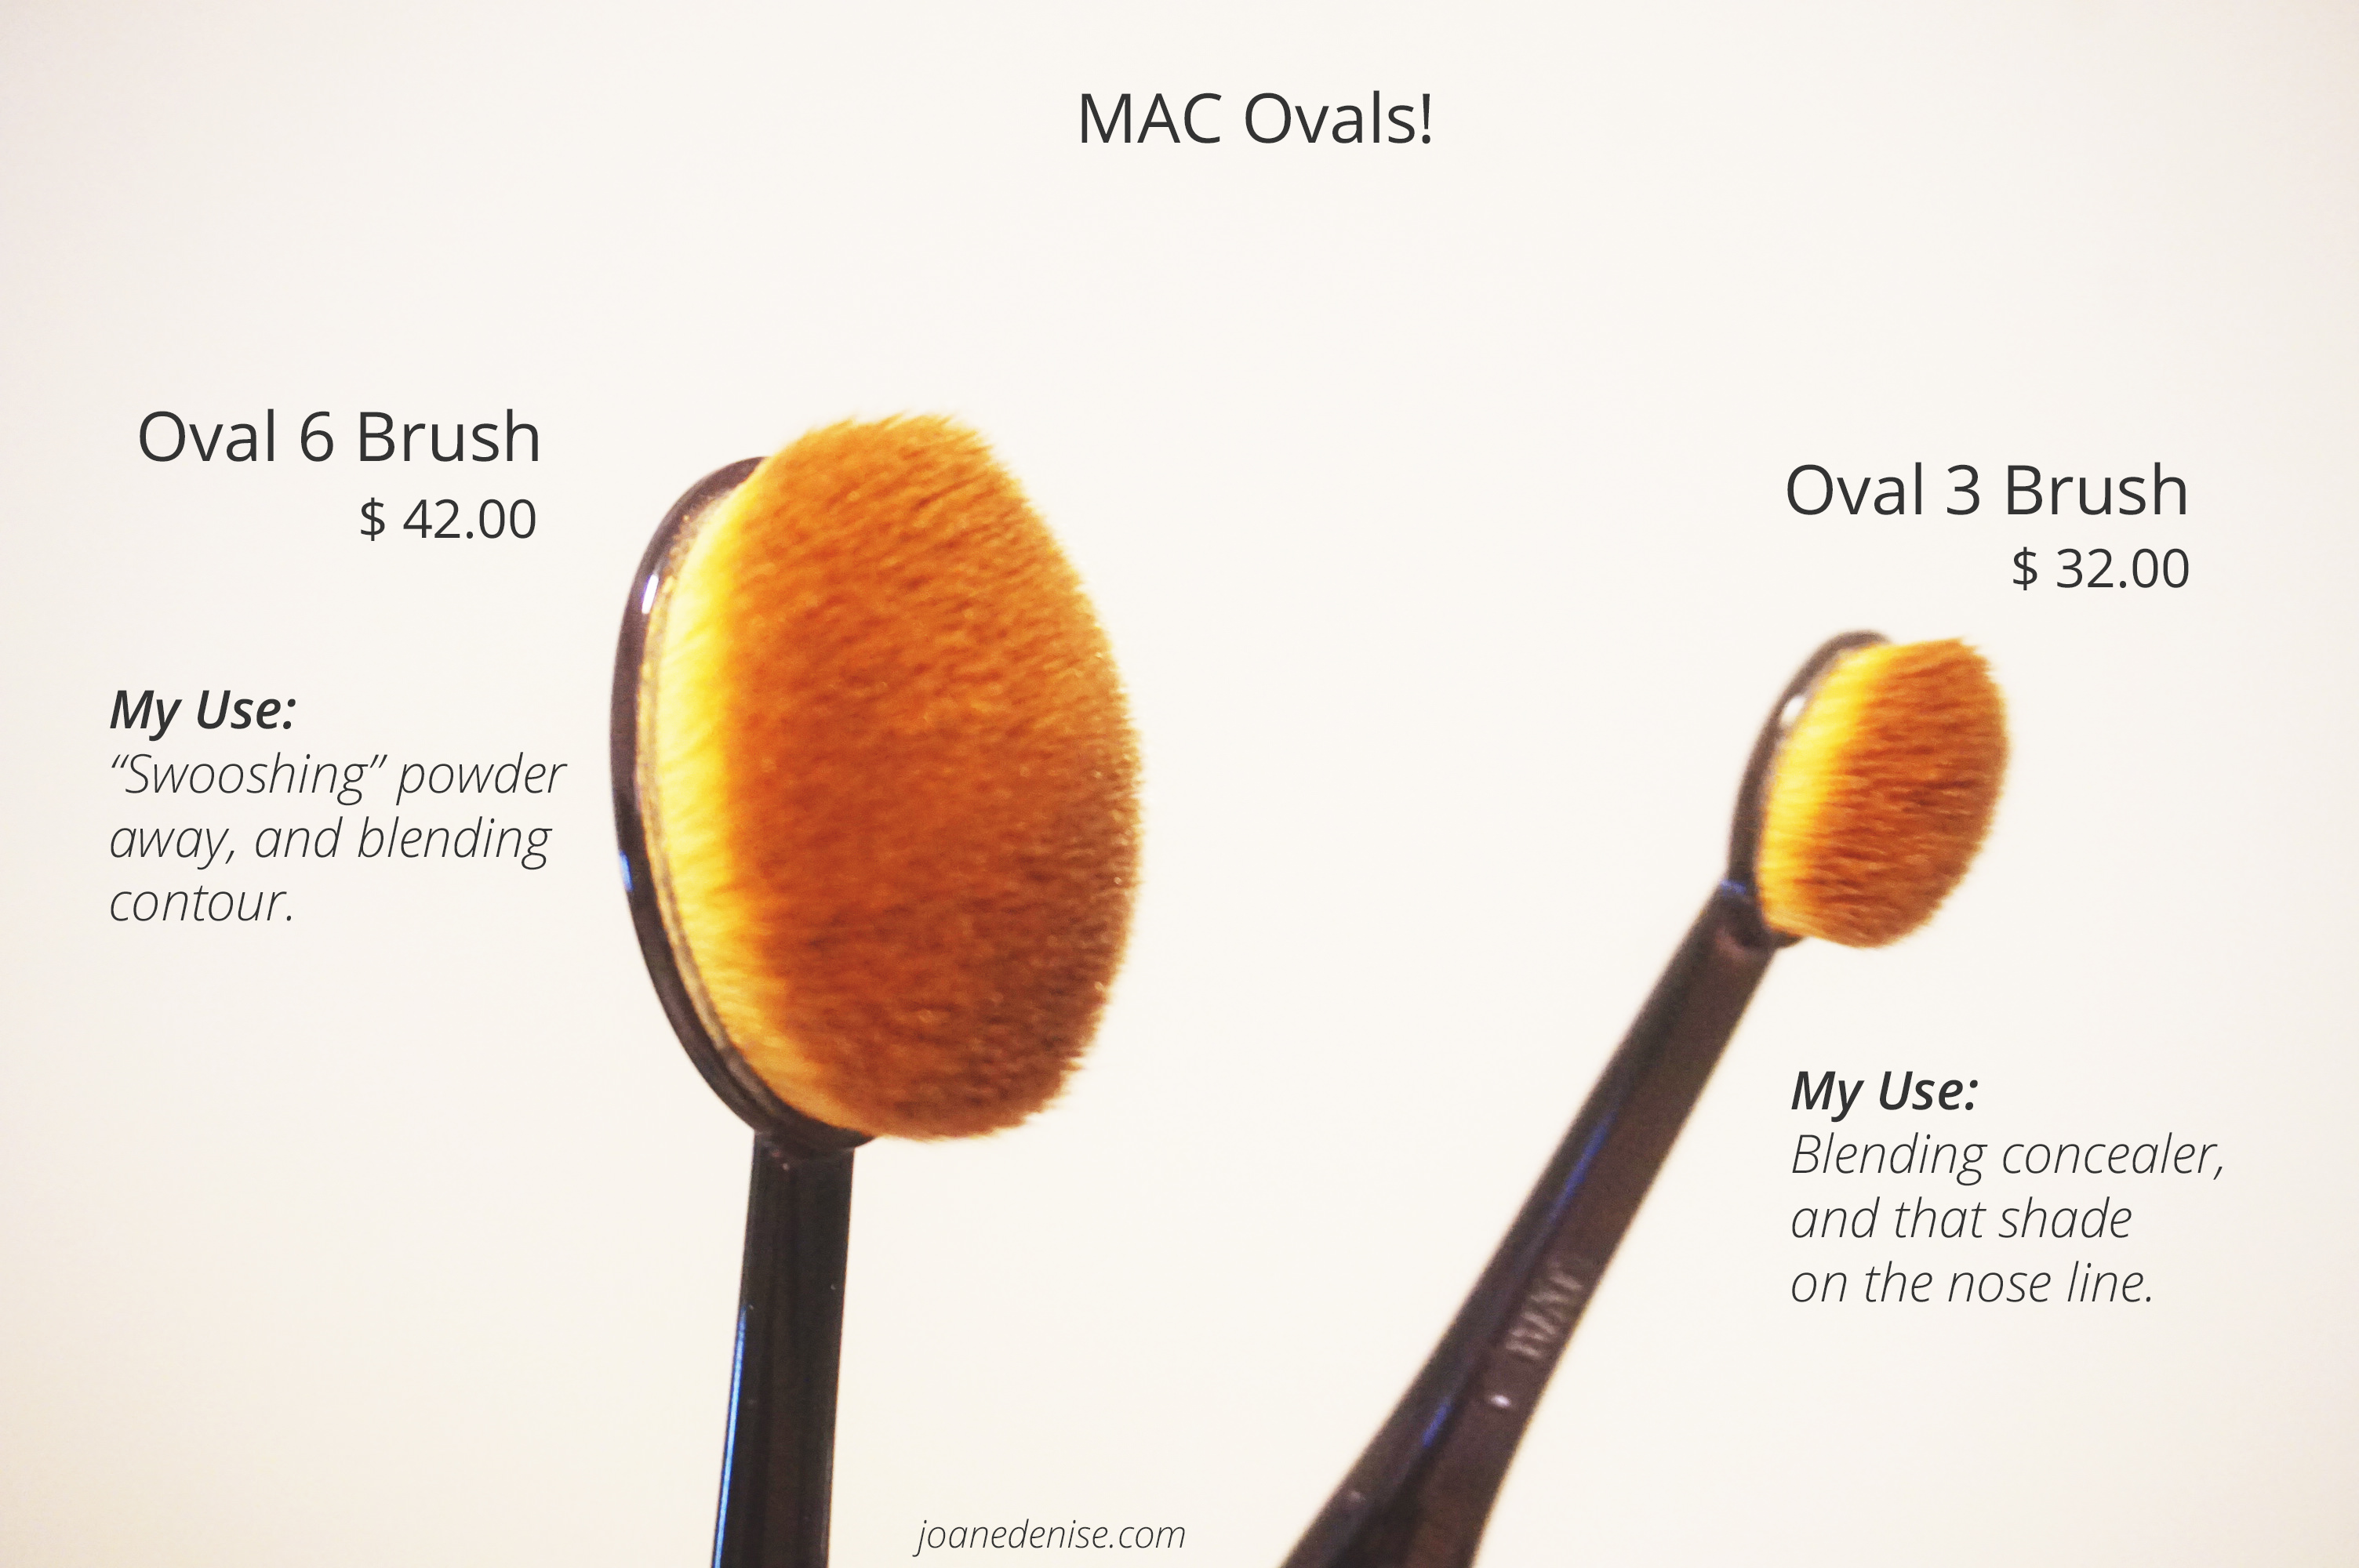 MAC Ovals!
Oval 6 Brush
$ 42.00
My Use:
“Swooshing” powder
away, and blending
contour.
Oval 3 Brush
$ 32.00
My Use:
Blending concealer,
and that shade
on the nose line.
MAC
joanedenise.com